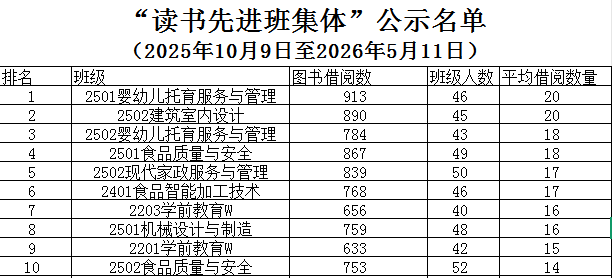 “读书先进班集体”公示名单
（2025年10月9日至2026年5月11日）
排名 班级 图书借阅数 班级人数 平均借阅数量
1 2501婴幼儿托育服务与管理 913 46 20
2 2502建筑室内设计 890 45 20
3 2502婴幼儿托育服务与管理 784 43 18
4 2501食品质量与安全 867 49 18
5 2502现代家政服务与管理 839 50 17
6 2401食品智能加工技术 768 46 17
7 2203学前教育W 656 40 16
8 2501机械设计与制造 759 48 16
9 2201学前教育W 633 42 15
10 2502食品质量与安全 753 52 14